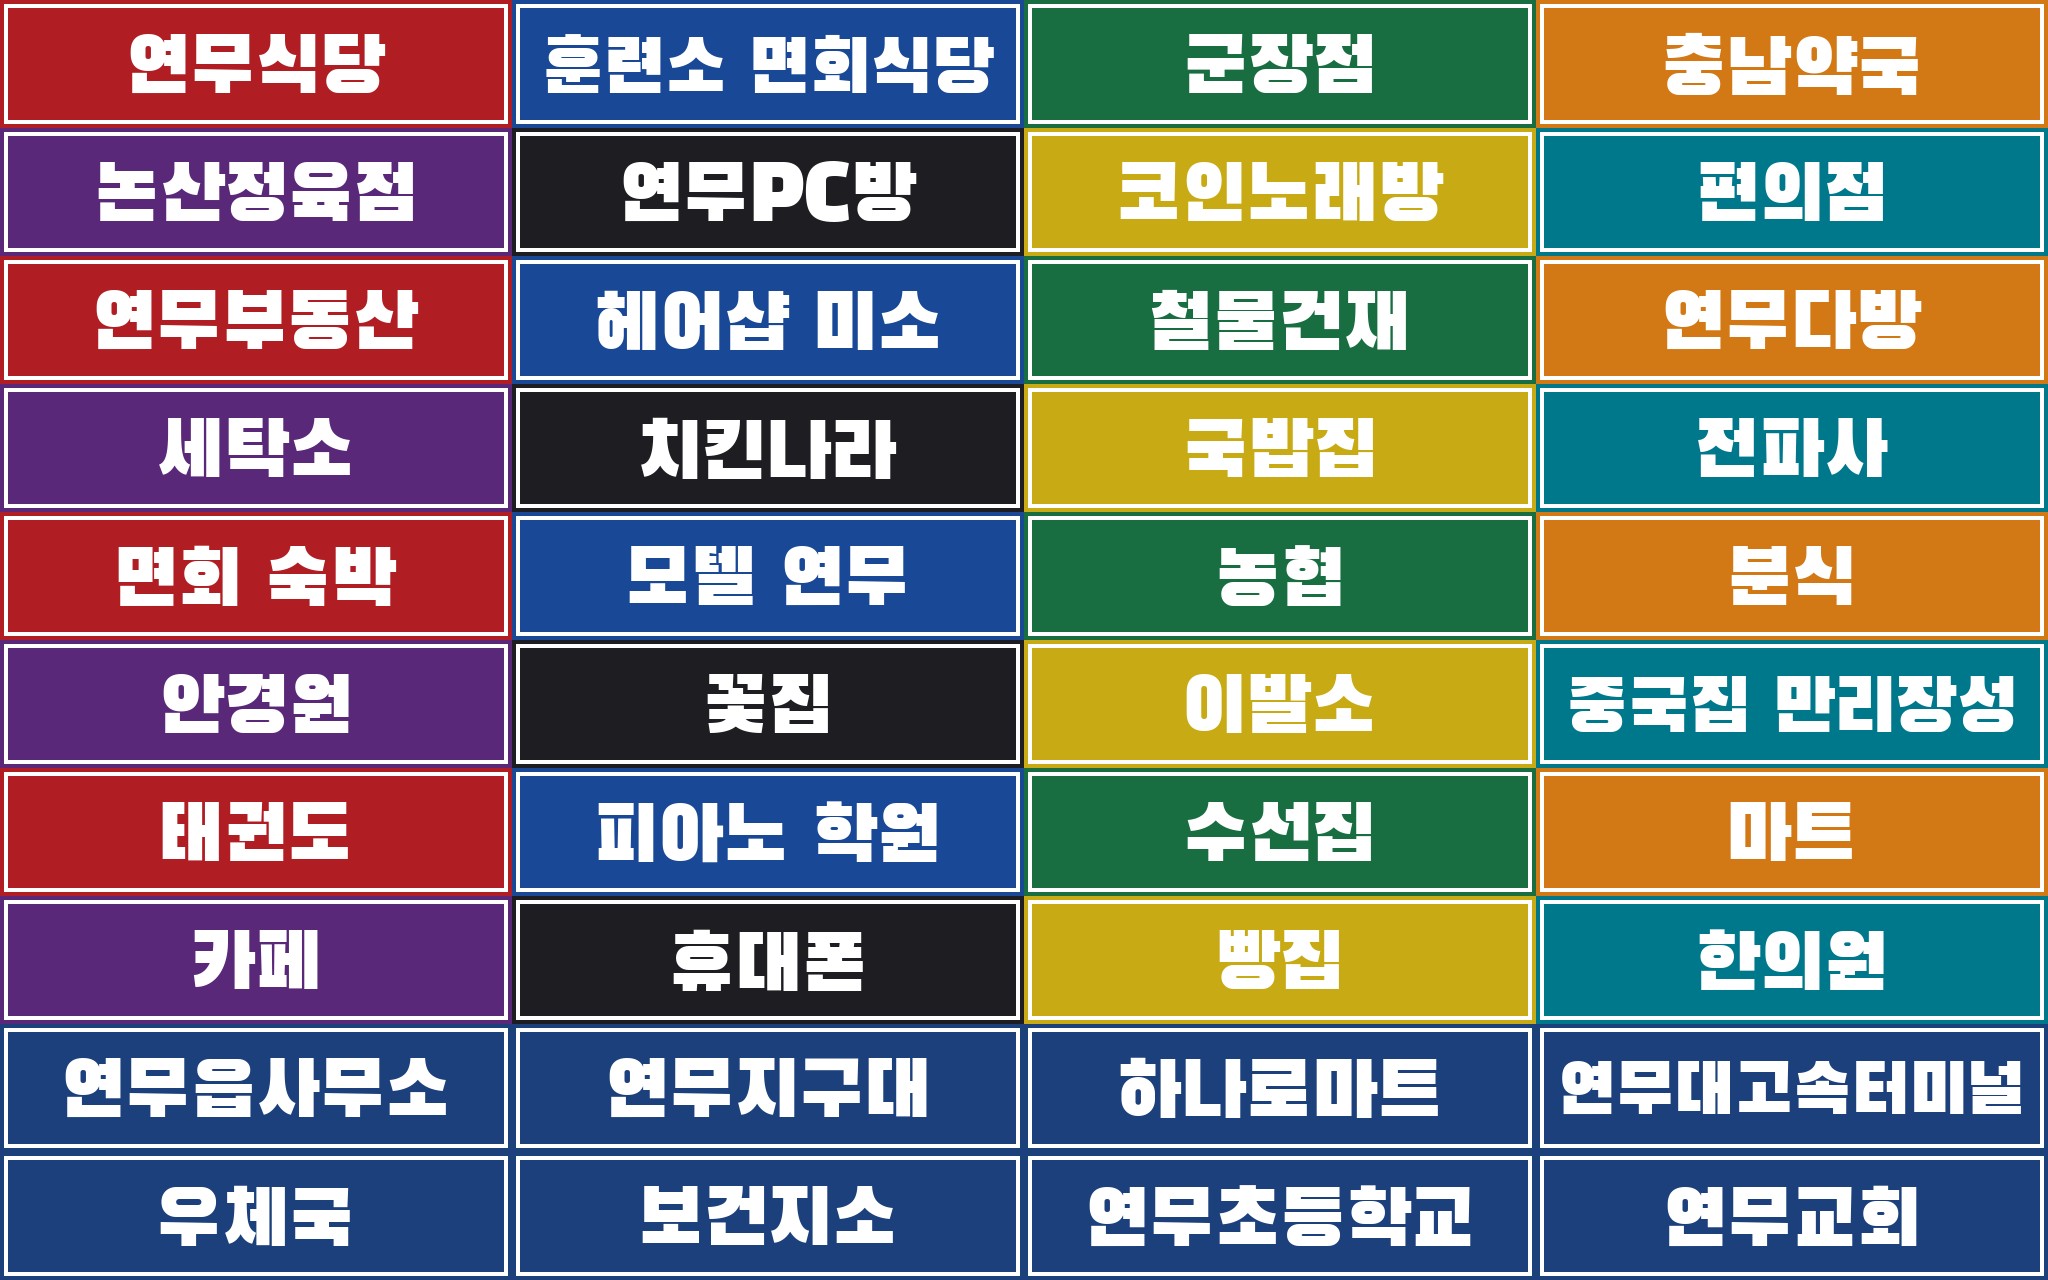 연무식당
훈련소 면회식당
군장점
충남약국
논산정육점
연무PC방
코인노래방
편의점
연무부동산
헤어샵 미소
철물건재
연무다방
세탁소
치킨나라
국밥집
전파사
면회 숙박
모텔 연무
농협
분식
안경원
꽃집
이발소
중국집 만리장성
태권도
피아노 학원
수선집
마트
카페
휴대폰
빵집
한의원
연무읍사무소
연무지구대
하나로마트
연무대고속터미널
우체국
보건지소
연무초등학교
연무교회